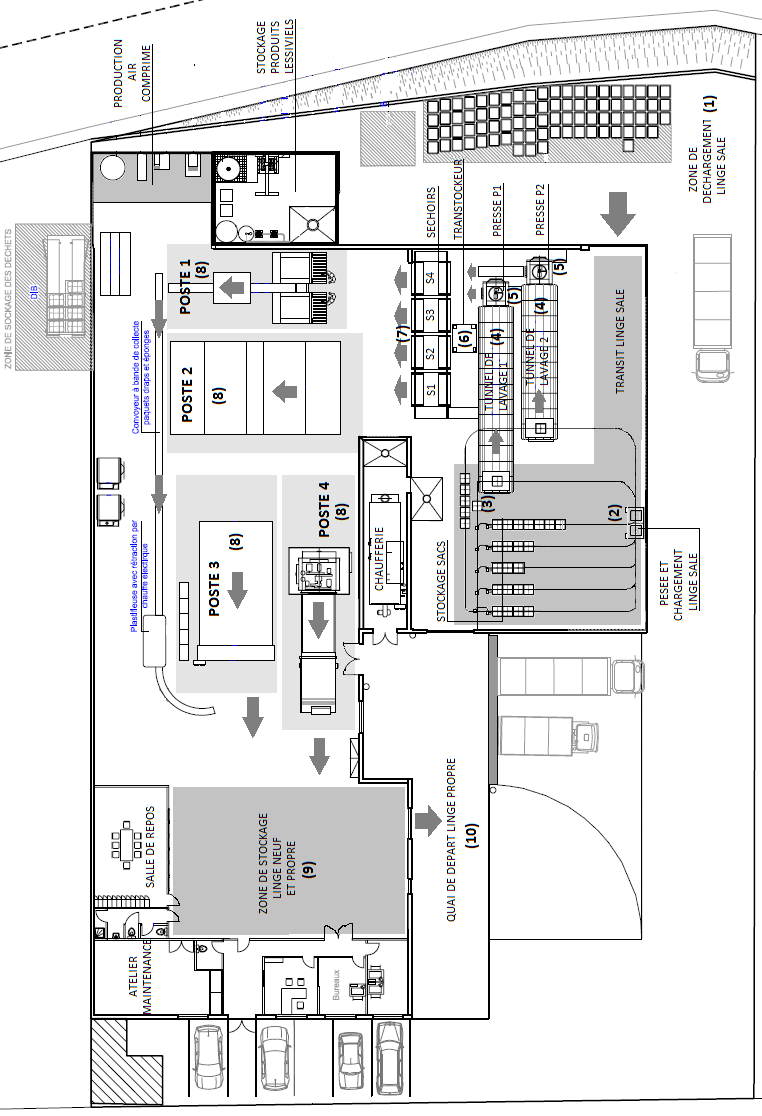 PRODUCTION
AIR
COMPRIME
STOCKAGE
PRODUITS
LESSIVIELS
(1)
ZONE DE
DECHARGEMENT
LINGE SALE
ZONE DE SOCKAGE DES DECHETS
DIB
SECHOIRS
TRANSTOCKEUR
PRESSE P1
PRESSE P2
POSTE 1
(8)
S4
S3
S2
S1
(7)
(6)
(5)
(5)
(4)
(4)
TUNNEL DE
LAVAGE 1
TUNNEL DE
LAVAGE 2
TRANSIT LINGE SALE
Convoyeur à bande de collecte
paquets draps et éponges
POSTE 2
(8)
Plastifieuse avec rétraction par
chauffe électrique
POSTE 3
(8)
POSTE 4
(8)
CHAUFFERIE
STOCKAGE SACS
(3)
(2)
PESEE ET
CHARGEMENT
LINGE SALE
SALLE DE REPOS
ZONE DE STOCKAGE
LINGE NEUF
ET PROPRE
(9)
QUAI DE DEPART LINGE PROPRE
(10)
ATELIER
MAINTENANCE
Bureaux